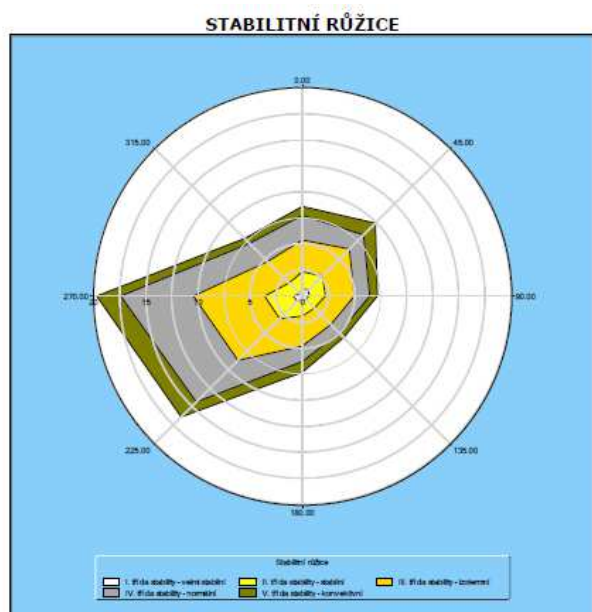 STABILITNÍ RŮŽICE
0.00
315.00
45.00
270.00
20
15
10
5
0
90.00
225.00
135.00
180.00
Stabilitní růžice
I. třída stability - velmi stabilní
II. třída stability - stabilní
III. třída stability - izotermní
IV. třída stability - normální
V. třída stability - konvektivní